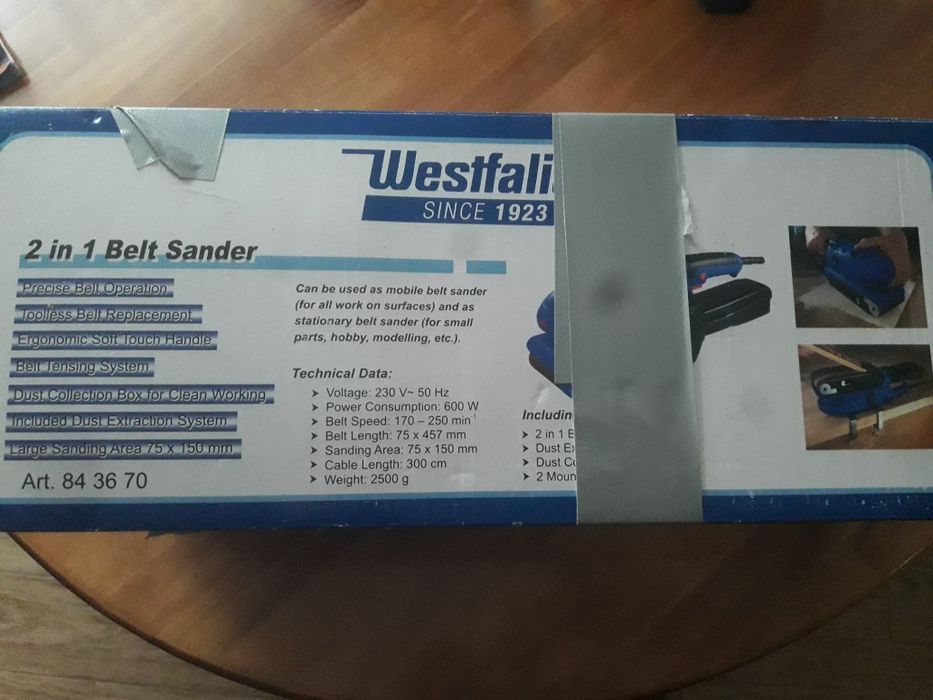 Westfali
SINCE 1923
2 in 1 Belt Sander
Precise Belt Operation
Toolless Belt Replacement
Ergonomic Soft Touch Handle
Belt Tensing System
Dust Collection Box for Clean Working
Included Dust Extraction System
Large Sanding Area 75 x 150 mm
Art. 84 36 70
Can be used as mobile belt sander
(for all work on surfaces) and as
stationary belt sander (for small
parts, hobby, modelling, etc.).
Technical Data:
➤ Voltage: 230 V~ 50 Hz
➤ Power Consumption: 600 W
➤ Belt Speed: 170 – 250 min⁻¹
➤ Belt Length: 75 x 457 mm
➤ Sanding Area: 75 x 150 mm
➤ Cable Length: 300 cm
➤ Weight: 2500 g
Includin
➤ 2 in 1 B
➤ Dust Ex
➤ Dust Co
➤ 2 Moun